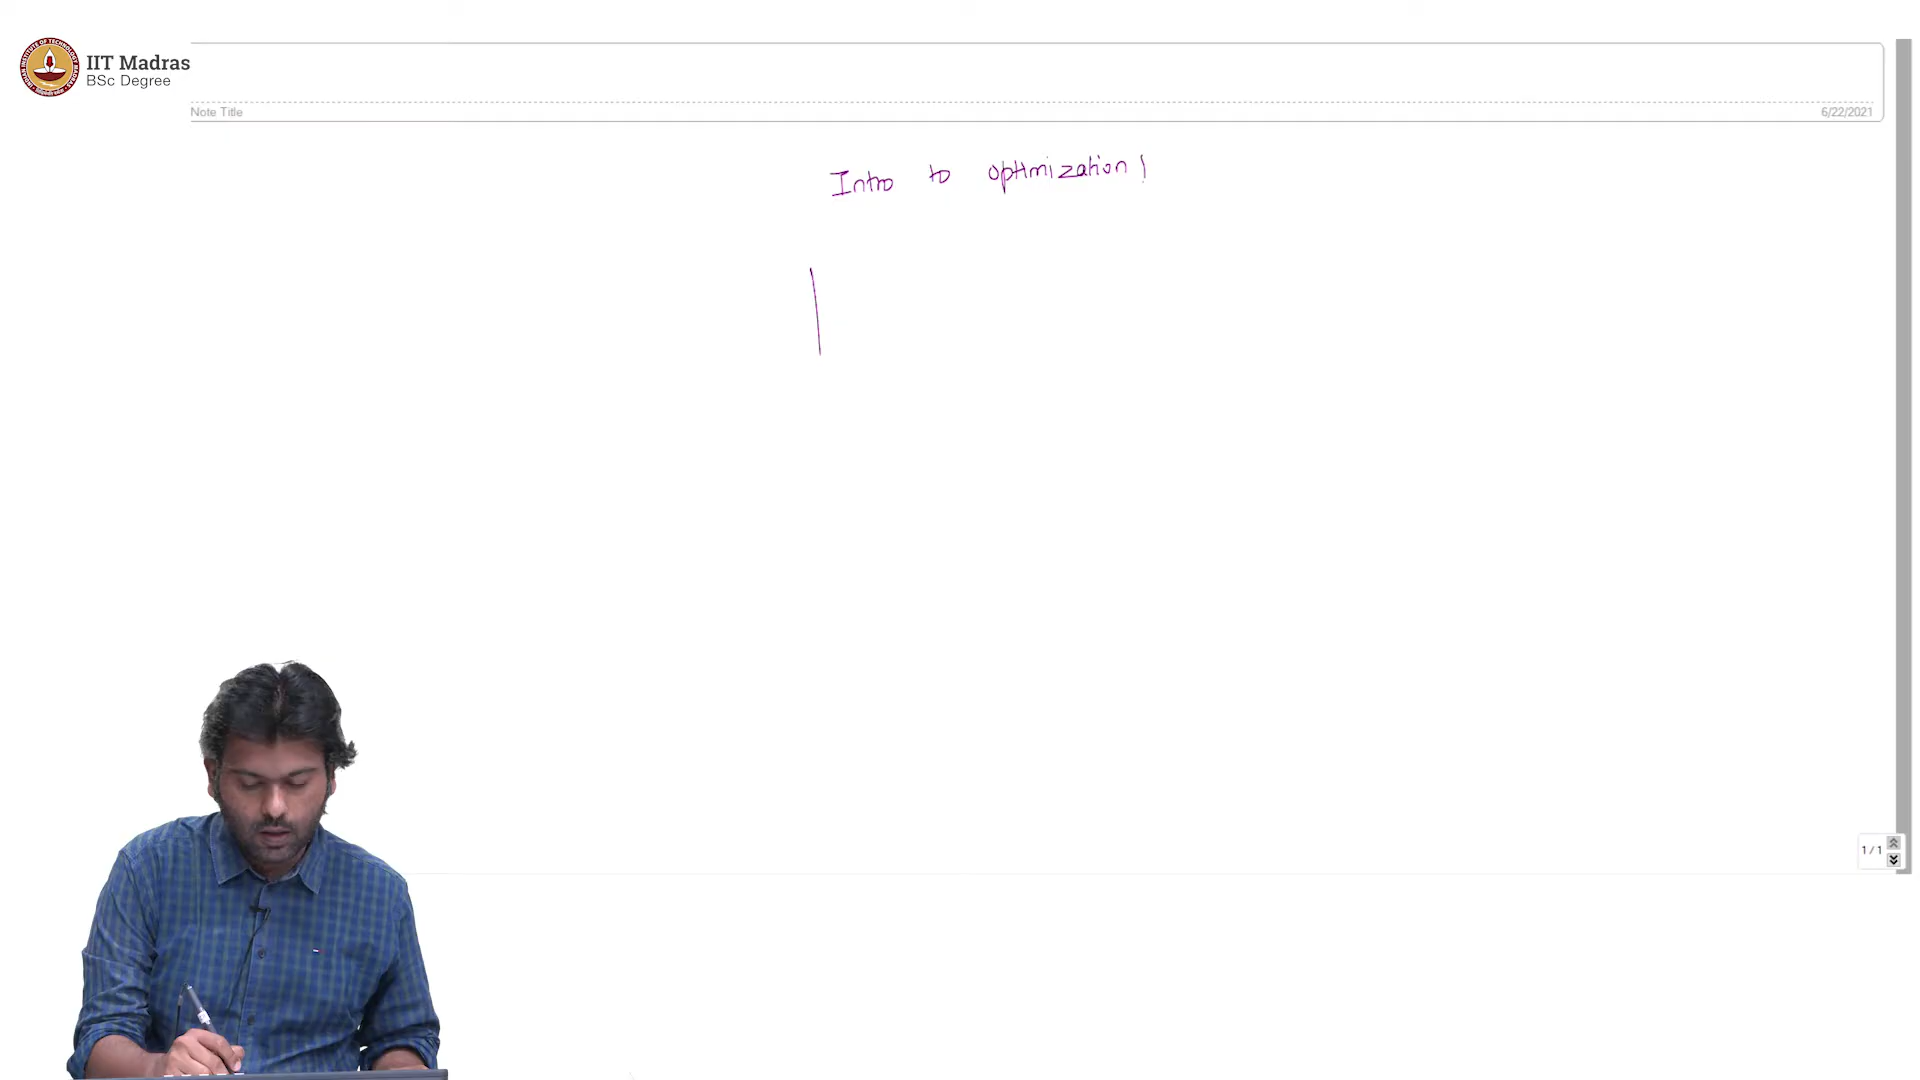 IIT Madras
BSc Degree
Note Title
6/22/2021
Intro to optimization!
1 / 1